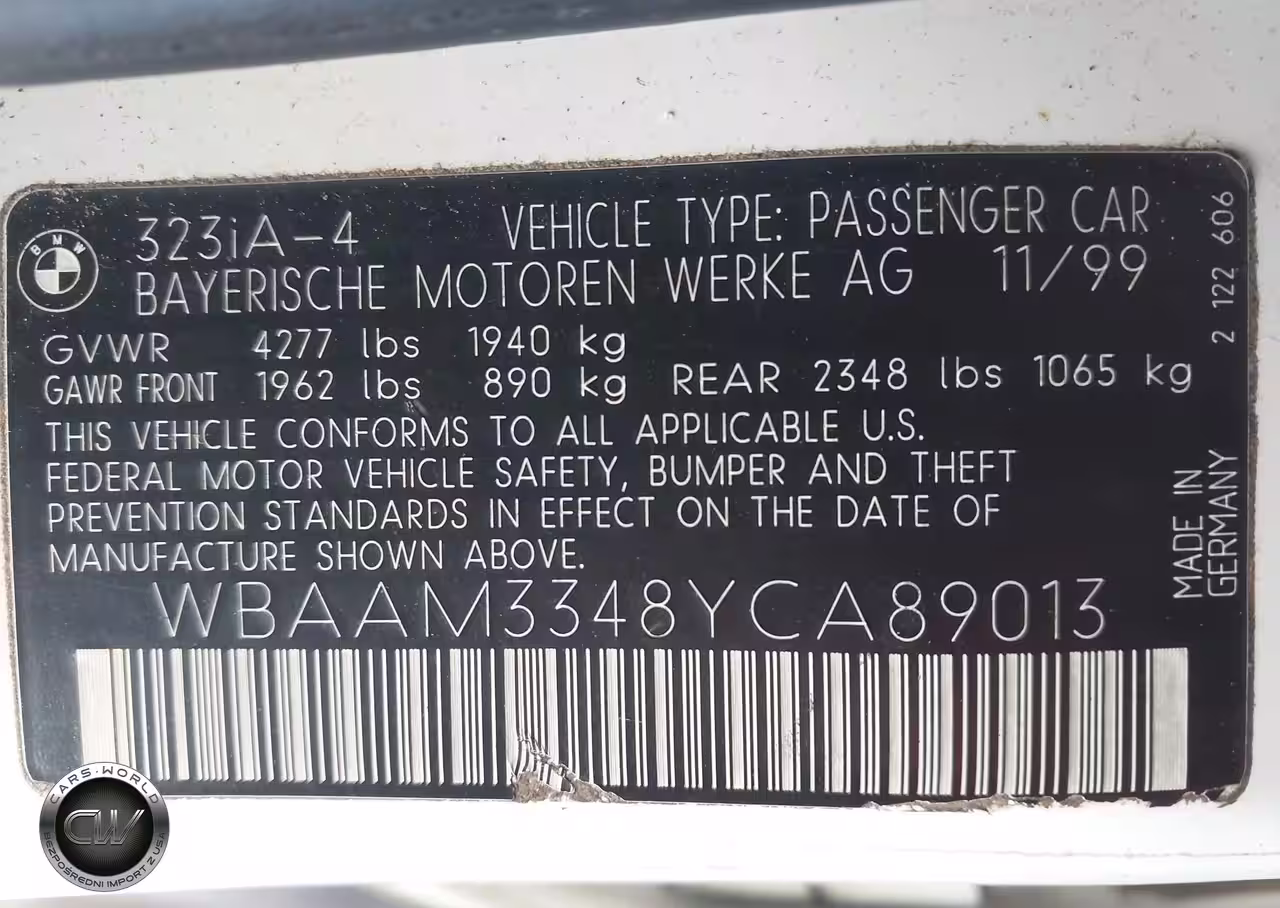 BMW
323iA-4
VEHICLE TYPE: PASSENGER CAR
BAYERISCHE MOTOREN WERKE AG 11/99
GVWR 4277 lbs 1940 kg
GAWR FRONT 1962 lbs 890 kg REAR 2348 lbs 1065 kg
THIS VEHICLE CONFORMS TO ALL APPLICABLE U.S.
FEDERAL MOTOR VEHICLE SAFETY, BUMPER AND THEFT
PREVENTION STANDARDS IN EFFECT ON THE DATE OF
MANUFACTURE SHOWN ABOVE.
WBAAM3348YCA89013
2 122 606
MADE IN
GERMANY
CARS-WORLD
CW
BEZPOŚREDNI IMPORT Z USA